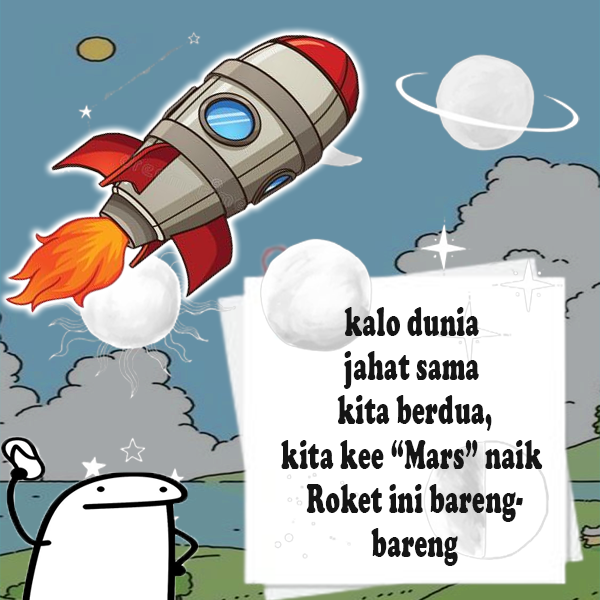 kalo dunia
jahat sama
kita berdua,
kita kee “Mars” naik
Roket ini bareng-
bareng